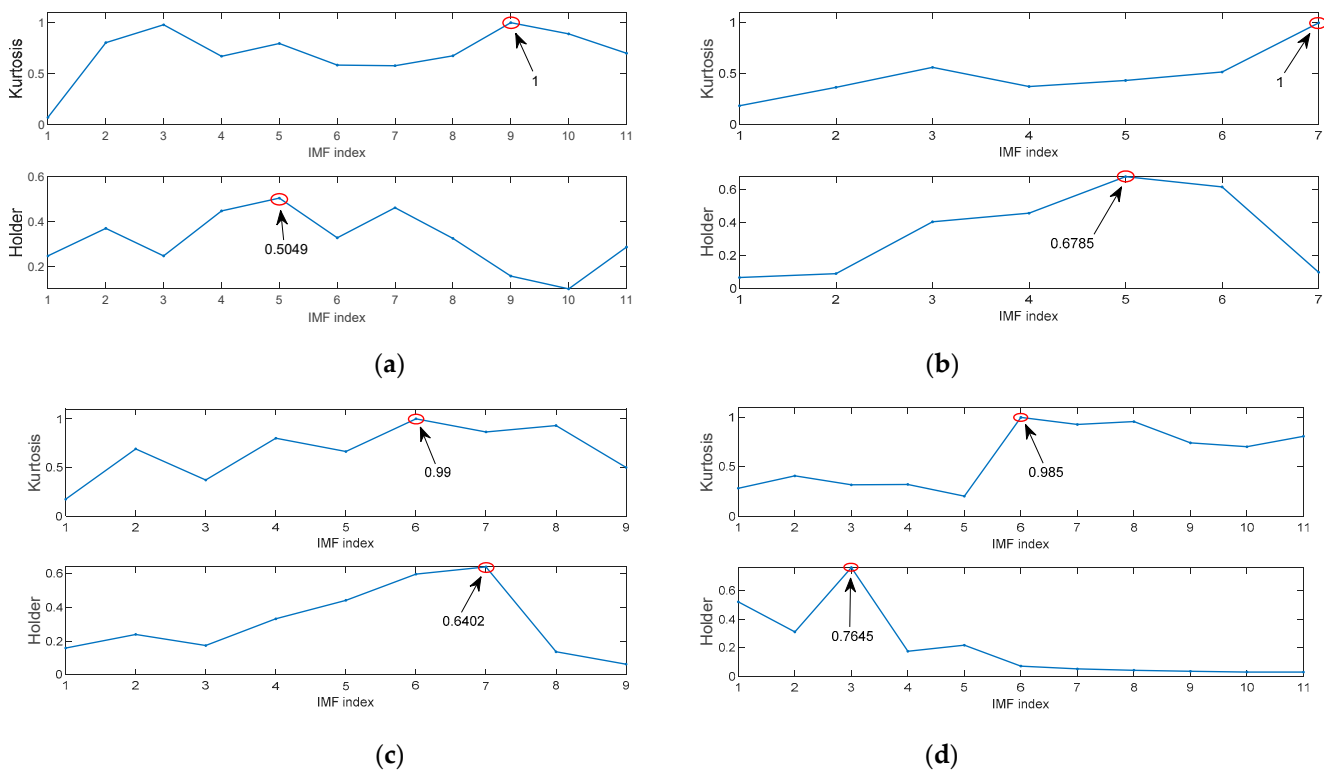 Kurtosis
1
0.5
0
1
1 2 3 4 5 6 7 8 9 10 11
IMF index
Holder
0.6
0.4
0.2
0.5049
1 2 3 4 5 6 7 8 9 10 11
IMF index
(a)
Kurtosis
1
0.5
0
1
1 2 3 4 5 6 7
IMF index
Holder
0.6
0.4
0.2
0
0.6785
1 2 3 4 5 6 7
IMF index
(b)
Kurtosis
1
0.5
0
0.99
1 2 3 4 5 6 7 8 9
IMF index
Holder
0.6
0.4
0.2
0
0.6402
1 2 3 4 5 6 7 8 9
IMF index
(c)
Kurtosis
1
0.5
0
0.985
1 2 3 4 5 6 7 8 9 10 11
IMF index
Holder
0.6
0.4
0.2
0
0.7645
1 2 3 4 5 6 7 8 9 10 11
IMF index
(d)